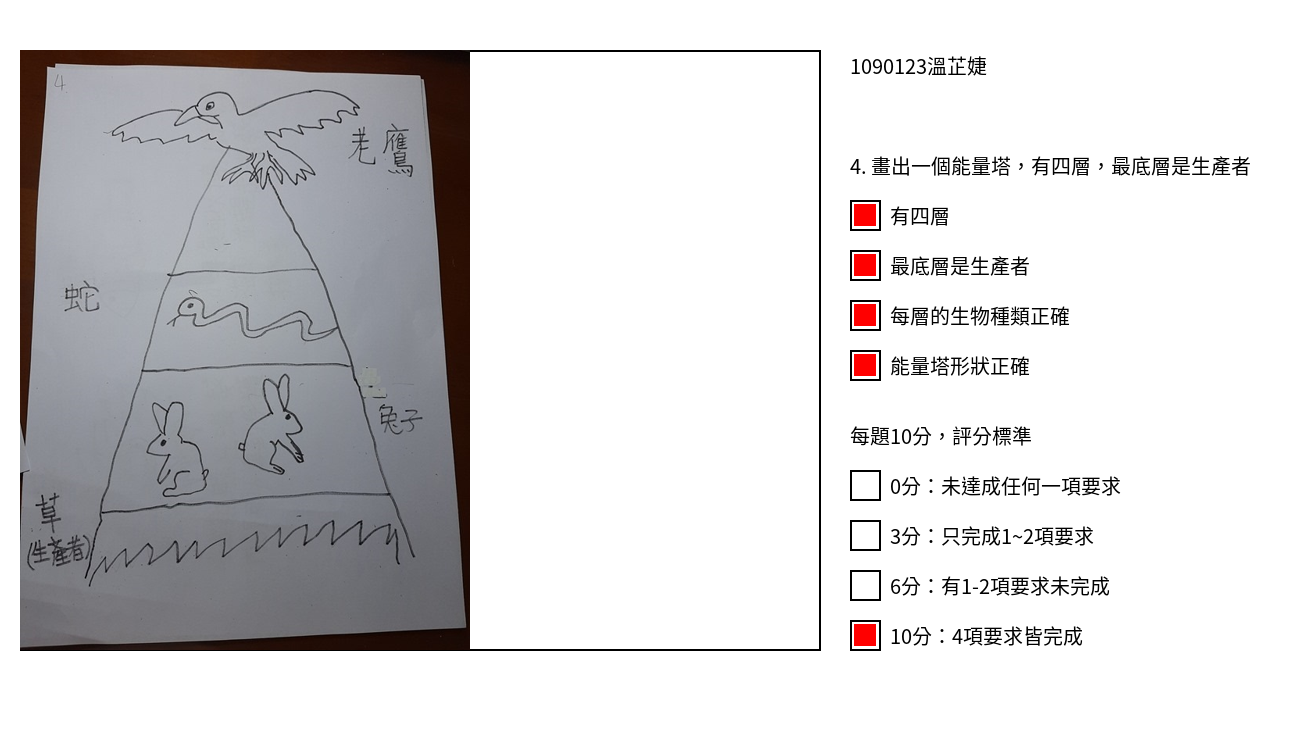 4
老鷹
蛇
兔子
草
(生產者)
1090123溫芷婕
4. 畫出一個能量塔，有四層，最底層是生產者
有四層
最底層是生產者
每層的生物種類正確
能量塔形狀正確
每題10分，評分標準
0分：未達成任何一項要求
3分：只完成1~2項要求
6分：有1-2項要求未完成
10分：4項要求皆完成